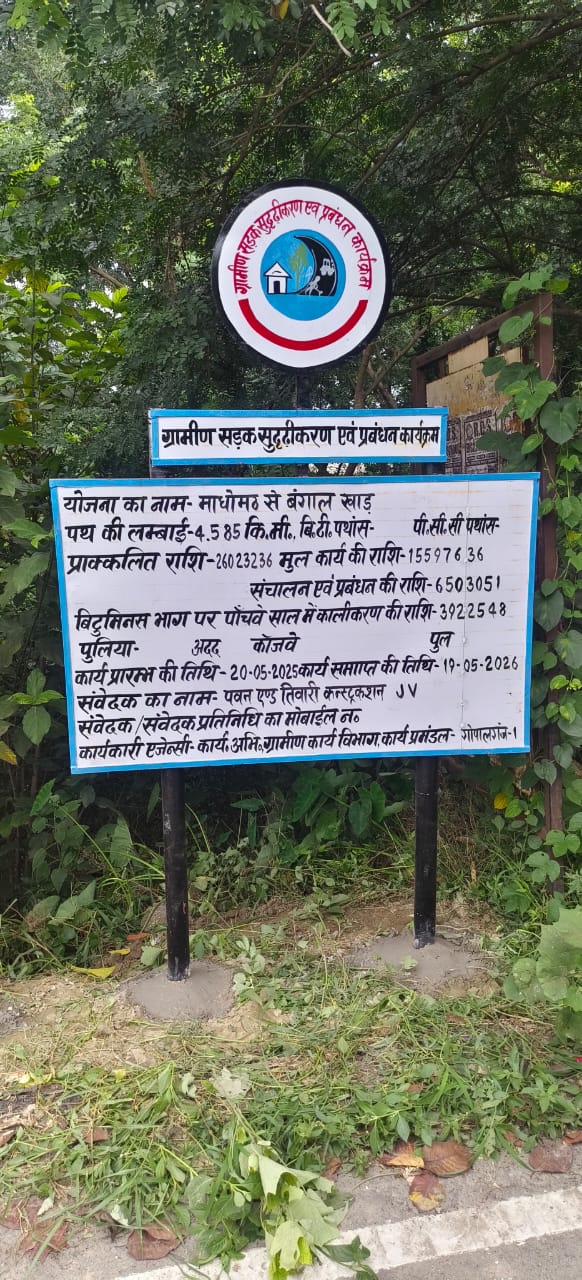 ग्रामीण सड़क सुदृढीकरण एवं प्रबंधन कार्यक्रम
ग्रामीण सड़क सुदृढीकरण एवं प्रबंधन कार्यक्रम
योजना का नाम- माधोमठ से बंगाल खाड़
पथ की लम्बाई-4.585 कि.मी. बि.टी. पथांस- पी.सी.सी पथांस-
प्राक्कलित राशि-26023236 मुल कार्य की राशि-15597636
संचालन एवं प्रबंधन की राशि-6503051
बिटुमिनस भाग पर पाँचवे साल में कालीकरण की राशि-3922548
पुलिया- अदद कॉजवे पुल
कार्य प्रारम्भ की तिथि-20-05-2025कार्य समाप्त की तिथि-19-05-2026
संवेदक का नाम- पवन एण्ड तिवारी कन्स्ट्रकशन JV
संवेदक/संवेदक प्रतिनिधि का मोबाईल न०
कार्यकारी एजेन्सी-कार्य. अभि. ग्रामीण कार्य विभाग, कार्य प्रमंडल- गोपालगंज-1